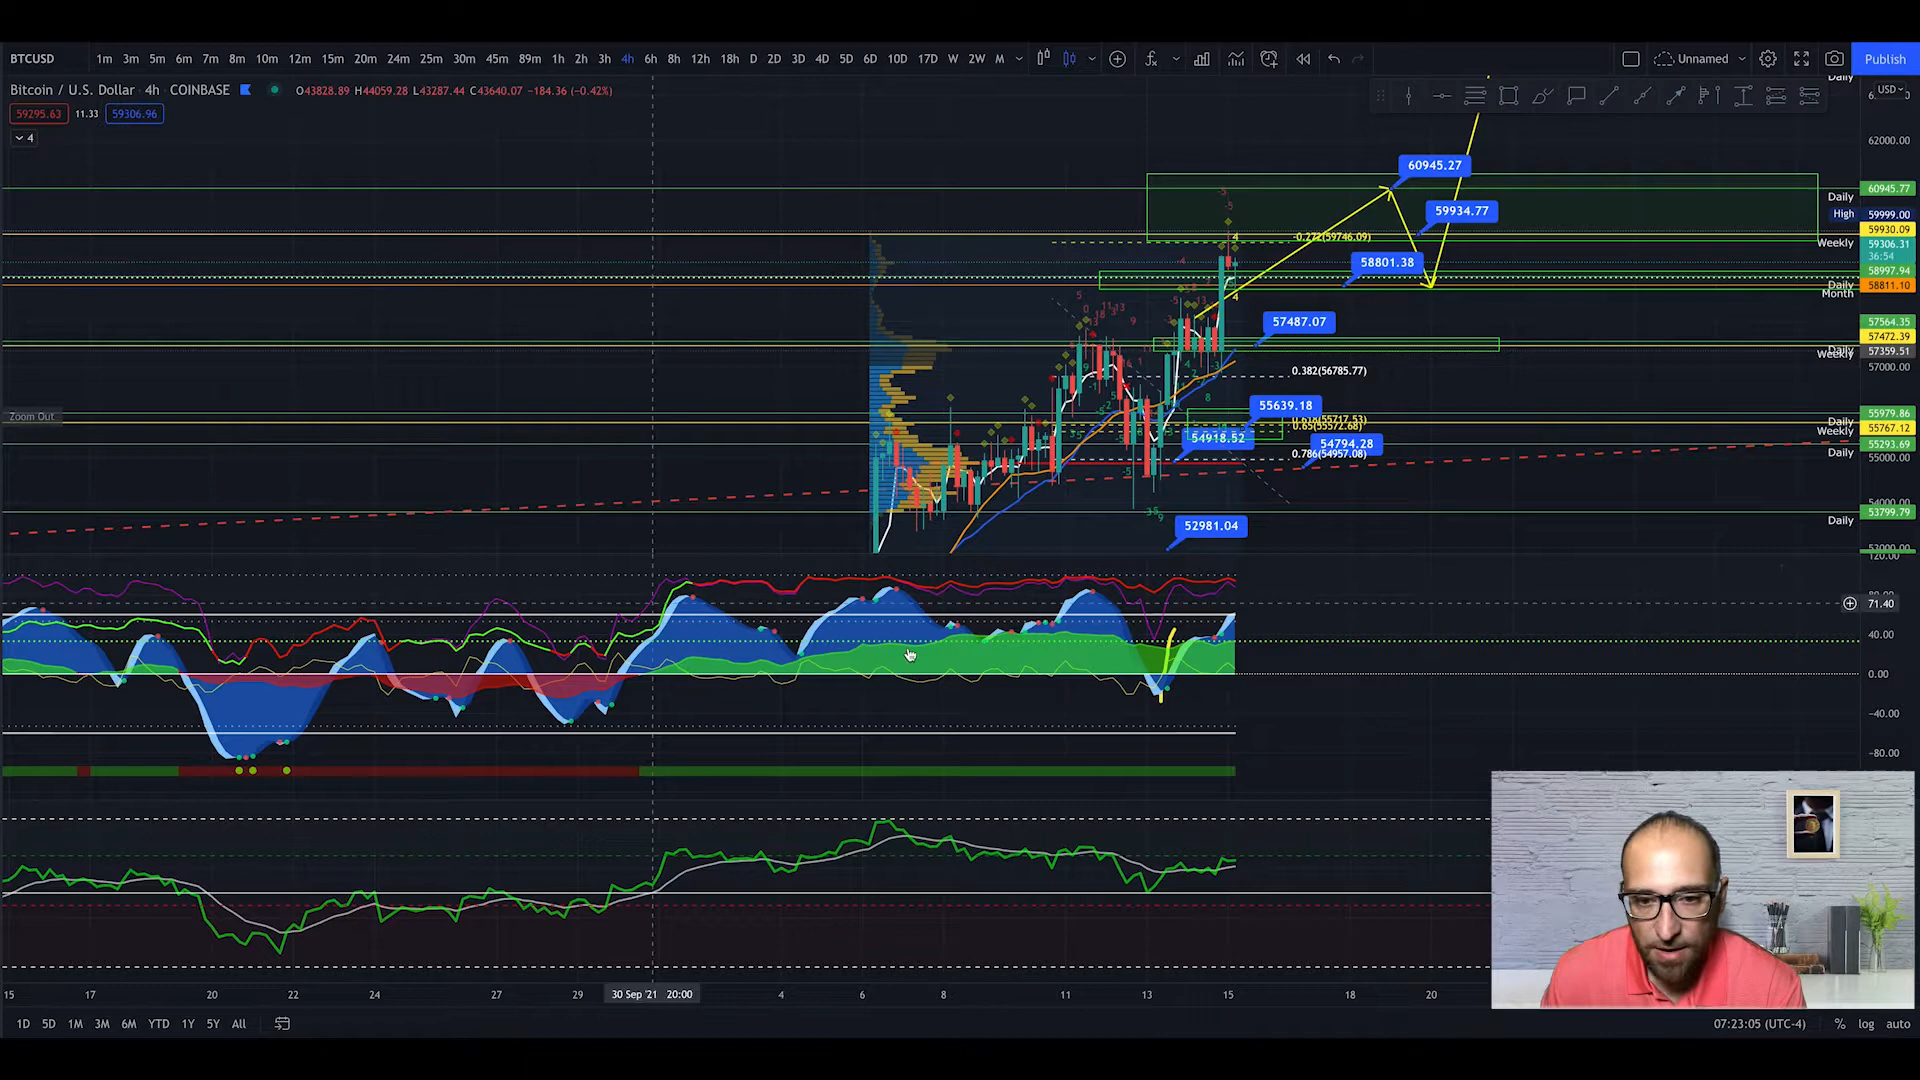 BTCUSD 1m 3m 5m 6m 7m 8m 10m 12m 15m 20m 24m 25m 30m 45m 89m 1h 2h 3h 4h 6h 8h 12h 18h D 2D 3D 4D 5D 6D 10D 17D W 2W M Unnamed Publish
Bitcoin / U.S. Dollar · 4h · COINBASE O43828.89 H44059.28 L43287.44 C43640.07 −184.36 (−0.42%)
59295.63 11.33 59306.96
4
USD
62000.00
60945.27
Daily 60945.77
59934.77
High 59999.00
59930.09
-0.272(59746.09)
Weekly 59306.31
36:54
58801.38
58997.94
Daily 58811.10
Month
57487.07
57564.35
57472.39
57359.51
Weekly
57000.00
0.382(56785.77)
55639.18
Zoom Out
55979.86
0.618(55717.53)
Daily 55767.12
0.65(55572.68)
Weekly
54918.52
54794.28
55293.69
0.786(54957.08)
Daily
55000.00
54000.00
53799.79
Daily
52981.04
53000.00
120.00
71.40
40.00
0.00
-40.00
-80.00
15 17 20 22 24 27 29 30 Sep '21 20:00 4 6 8 11 13 15 18 20
1D 5D 1M 3M 6M YTD 1Y 5Y All 07:23:05 (UTC-4) % log auto